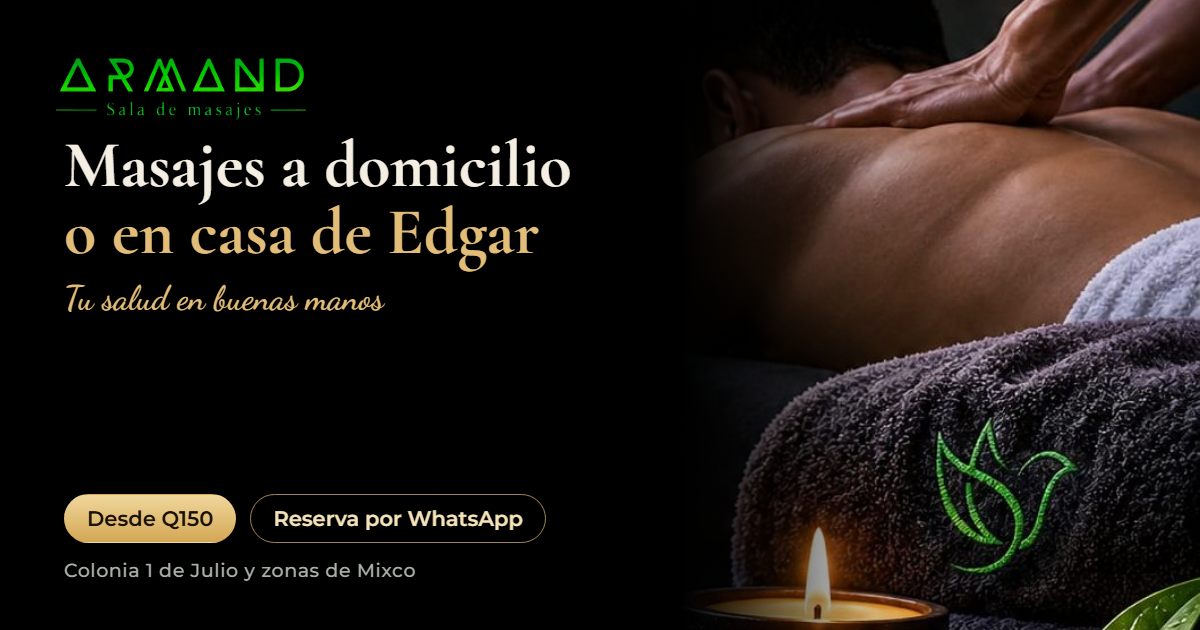 ARMAND
Sala de masajes
Masajes a domicilio
o en casa de Edgar
Tu salud en buenas manos
Desde Q150
Reserva por WhatsApp
Colonia 1 de Julio y zonas de Mixco